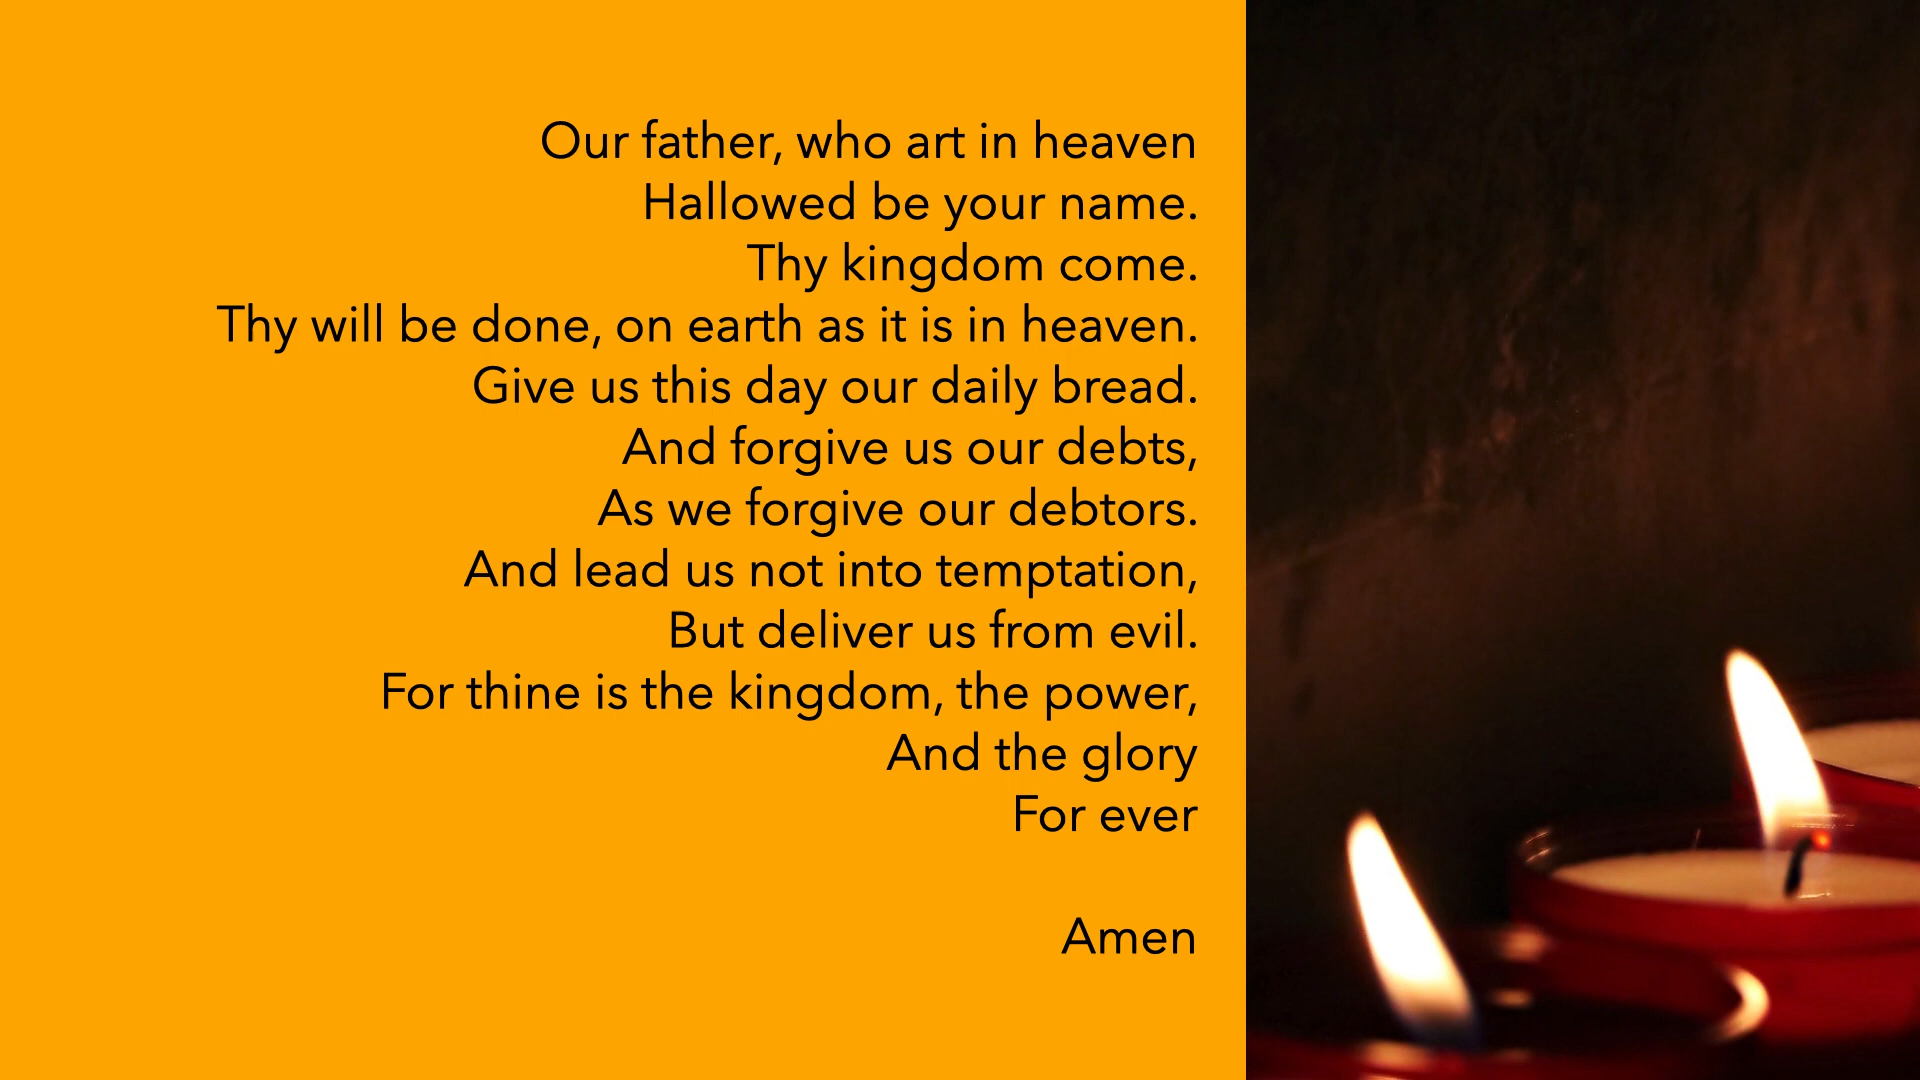 Our father, who art in heaven
Hallowed be your name.
Thy kingdom come.
Thy will be done, on earth as it is in heaven.
Give us this day our daily bread.
And forgive us our debts,
As we forgive our debtors.
And lead us not into temptation,
But deliver us from evil.
For thine is the kingdom, the power,
And the glory
For ever
Amen